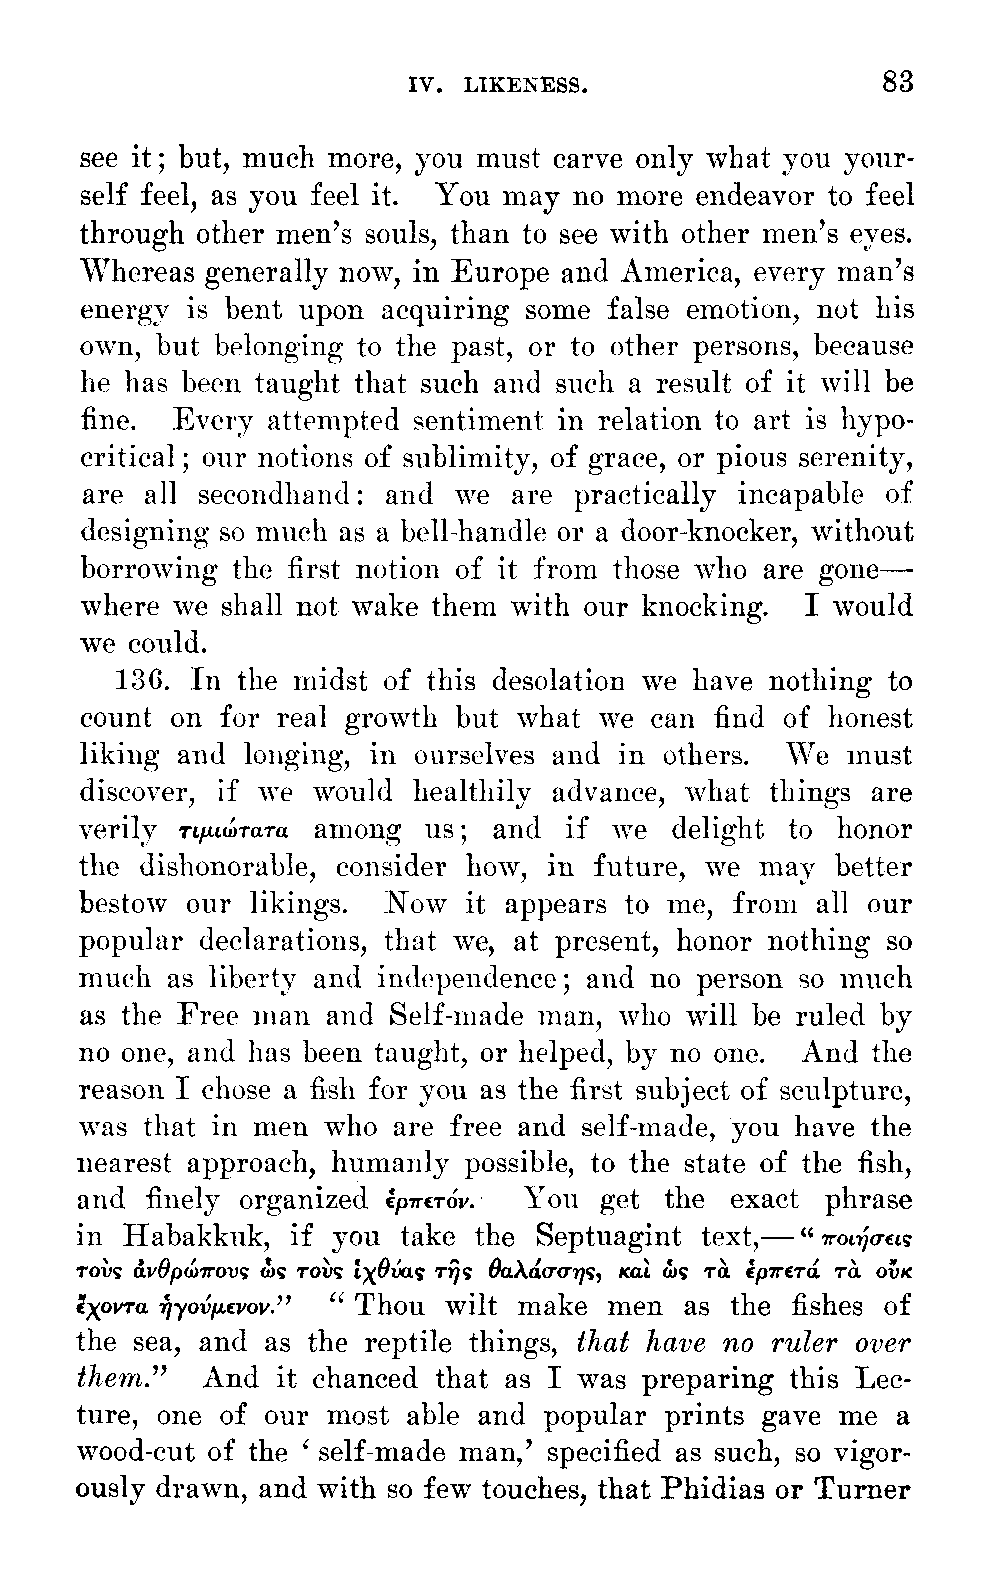 IV. LIKENESS. 83
see it; but, much more, you must carve only what you your-
self feel, as you feel it. You may no more endeavor to feel
through other men's souls, than to see with other men's eyes.
Whereas generally now, in Europe and America, every man's
energy is bent upon acquiring some false emotion, not his
own, but belonging to the past, or to other persons, because
he has been taught that such and such a result of it will be
fine. Every attempted sentiment in relation to art is hypo-
critical; our notions of sublimity, of grace, or pious serenity,
are all secondhand: and we are practically incapable of
designing so much as a bell-handle or a door-knocker, without
borrowing the first notion of it from those who are gone—
where we shall not wake them with our knocking. I would
we could.
136. In the midst of this desolation we have nothing to
count on for real growth but what we can find of honest
liking and longing, in ourselves and in others. We must
discover, if we would healthily advance, what things are
verily τιμιώτατα among us; and if we delight to honor
the dishonorable, consider how, in future, we may better
bestow our likings. Now it appears to me, from all our
popular declarations, that we, at present, honor nothing so
much as liberty and independence; and no person so much
as the Free man and Self-made man, who will be ruled by
no one, and has been taught, or helped, by no one. And the
reason I chose a fish for you as the first subject of sculpture,
was that in men who are free and self-made, you have the
nearest approach, humanly possible, to the state of the fish,
and finely organized ἑρπετόν. You get the exact phrase
in Habakkuk, if you take the Septuagint text,—“ ποιήσεις
τοὺς ἀνθρώπους ὡς τοὺς ἰχθύας τῆς θαλάσσης, καὶ ὡς τὰ ἑρπετά τὰ οὐκ
ἔχοντα ἡγούμενον.” “ Thou wilt make men as the fishes of
the sea, and as the reptile things, that have no ruler over
them.” And it chanced that as I was preparing this Lec-
ture, one of our most able and popular prints gave me a
wood-cut of the ‘ self-made man,’ specified as such, so vigor-
ously drawn, and with so few touches, that Phidias or Turner